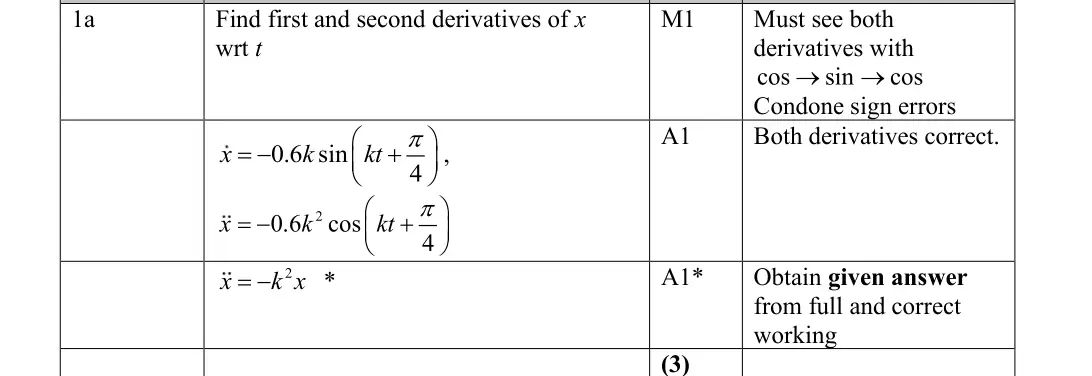 1a Find first and second derivatives of x M1 Must see both
wrt t derivatives with
cos → sin → cos
Condone sign errors
ẋ = −0.6k sin(kt + π/4), A1 Both derivatives correct.
ẍ = −0.6k² cos(kt + π/4)
ẍ = −k²x * A1* Obtain given answer
from full and correct
working
(3)